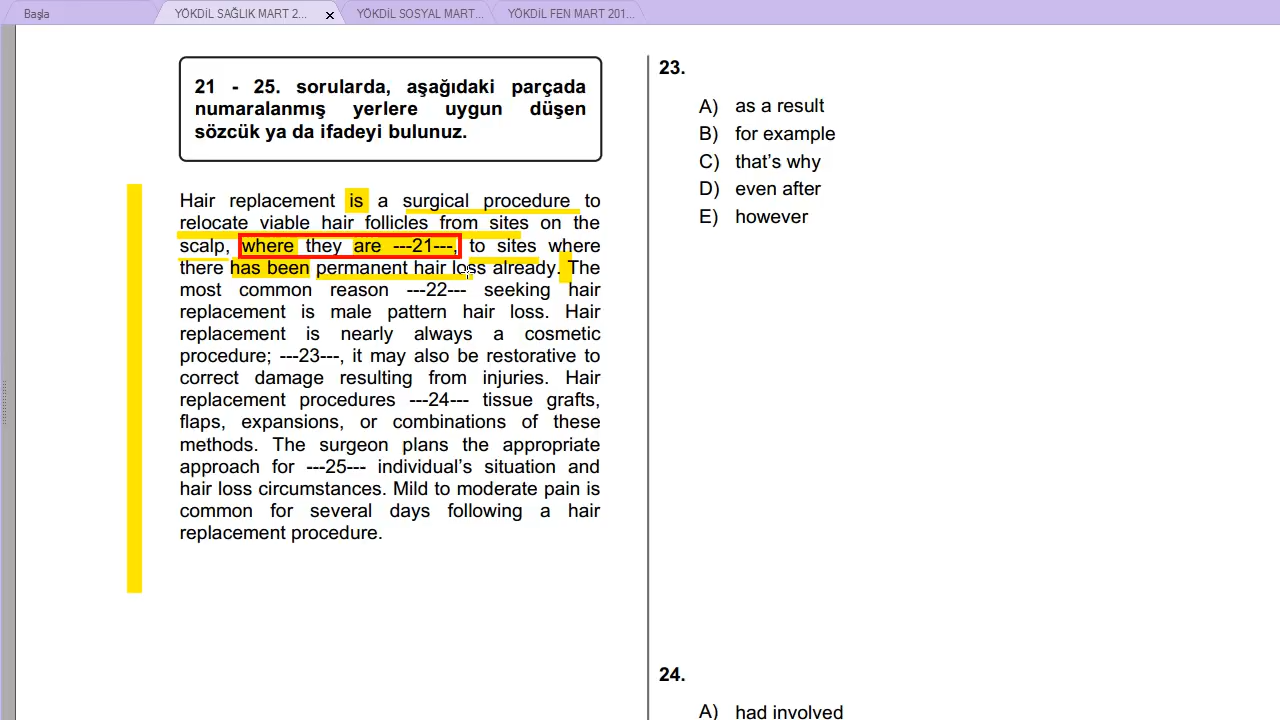 Başla
YÖKDİL SAĞLIK MART 2...
x
YÖKDİL SOSYAL MART...
YÖKDİL FEN MART 201...
21 - 25. sorularda, aşağıdaki parçada
numaralanmış yerlere uygun düşen
sözcük ya da ifadeyi bulunuz.
Hair replacement is a surgical procedure to
relocate viable hair follicles from sites on the
scalp, where they are ---21---, to sites where
there has been permanent hair loss already. The
most common reason ---22--- seeking hair
replacement is male pattern hair loss. Hair
replacement is nearly always a cosmetic
procedure; ---23---, it may also be restorative to
correct damage resulting from injuries. Hair
replacement procedures ---24--- tissue grafts,
flaps, expansions, or combinations of these
methods. The surgeon plans the appropriate
approach for ---25--- individual's situation and
hair loss circumstances. Mild to moderate pain is
common for several days following a hair
replacement procedure.
23.
A) as a result
B) for example
C) that's why
D) even after
E) however
24.
A) had involved